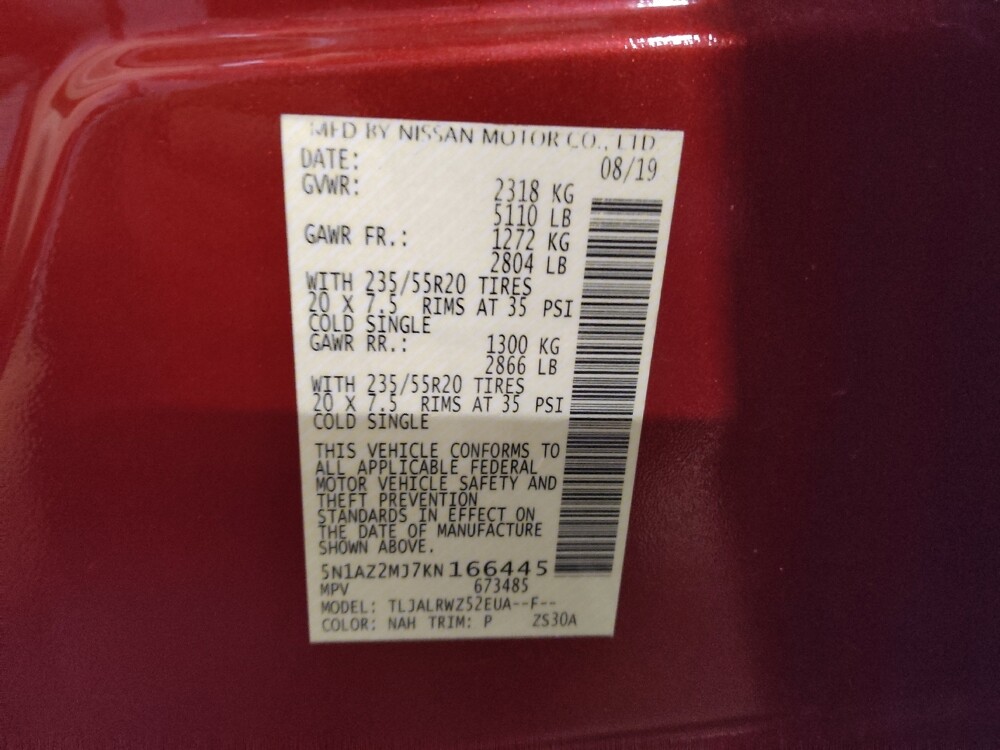 MFD BY NISSAN MOTOR CO., LTD
DATE: 08/19
GVWR: 2318 KG
5110 LB
GAWR FR.: 1272 KG
2804 LB
WITH 235/55R20 TIRES
20 X 7.5 RIMS AT 35 PSI
COLD SINGLE
GAWR RR.: 1300 KG
2866 LB
WITH 235/55R20 TIRES
20 X 7.5 RIMS AT 35 PSI
COLD SINGLE
THIS VEHICLE CONFORMS TO
ALL APPLICABLE FEDERAL
MOTOR VEHICLE SAFETY AND
THEFT PREVENTION
STANDARDS IN EFFECT ON
THE DATE OF MANUFACTURE
SHOWN ABOVE.
5N1AZ2MJ7KN166445
MPV 673485
MODEL: TLJALRWZ52EUA--F--
COLOR: NAH TRIM: P ZS30A